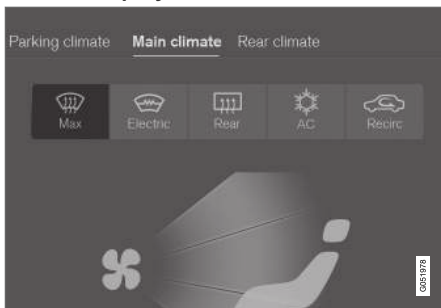 Parking climate Main climate Rear climate
Max Electric Rear AC Recirc
G051978